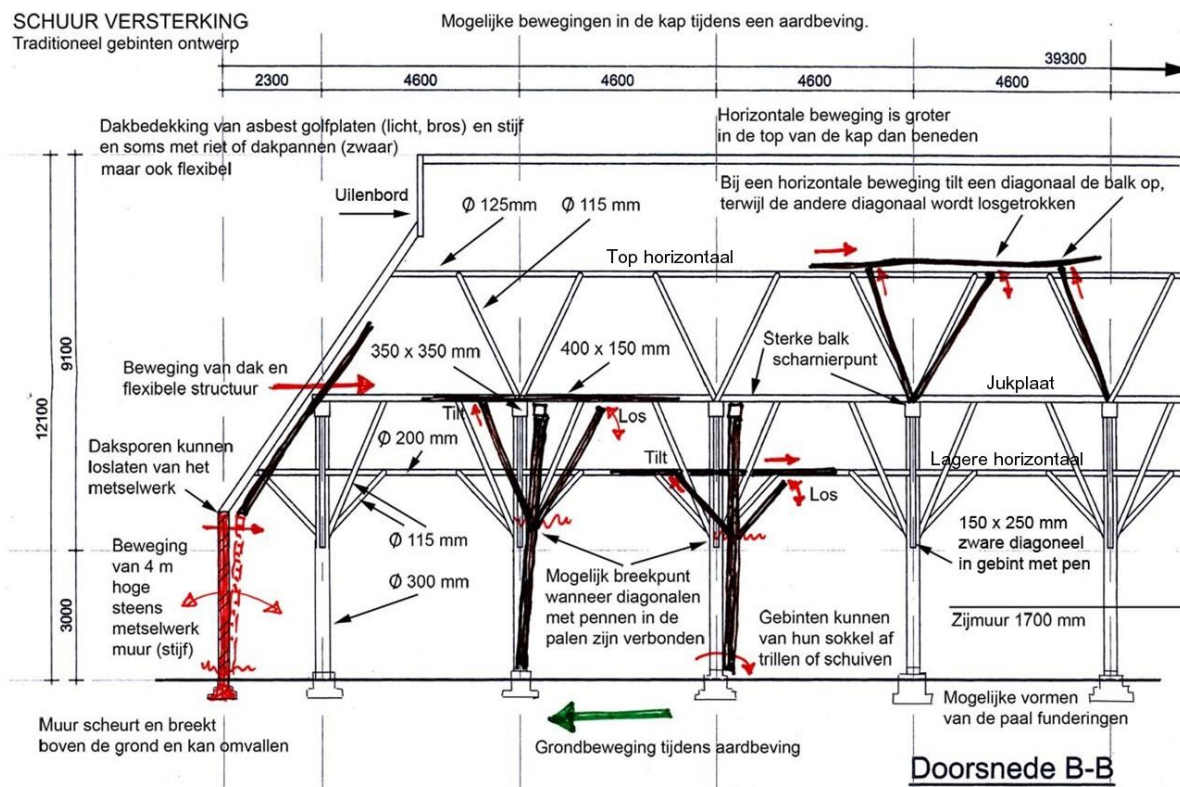 SCHUUR VERSTERKING
Traditioneel gebinten ontwerp
Mogelijke bewegingen in de kap tijdens een aardbeving.
39300
2300
4600
4600
4600
4600
Dakbedekking van asbest golfplaten (licht, bros) en stijf
en soms met riet of dakpannen (zwaar)
maar ook flexibel
Horizontale beweging is groter
in de top van de kap dan beneden
Uilenbord
Ø 125mm
Ø 115 mm
Bij een horizontale beweging tilt een diagonaal de balk op,
terwijl de andere diagonaal wordt losgetrokken
Top horizontaal
12100
9100
3000
Beweging van dak en
flexibele structuur
350 x 350 mm
400 x 150 mm
Sterke balk
scharnierpunt
Jukplaat
Tilt
Los
Daksporen kunnen
loslaten van het
metselwerk
Ø 200 mm
Tilt
Los
Lagere horizontaal
Beweging
van 4 m
hoge
steens
metselwerk
muur (stijf)
Ø 115 mm
Ø 300 mm
Mogelijk breekpunt
wanneer diagonalen
met pennen in de
palen zijn verbonden
150 x 250 mm
zware diagoneel
in gebint met pen
Gebinten kunnen
van hun sokkel af
trillen of schuiven
Zijmuur 1700 mm
Muur scheurt en breekt
boven de grond en kan omvallen
Grondbeweging tijdens aardbeving
Mogelijke vormen
van de paal funderingen
Doorsnede B-B